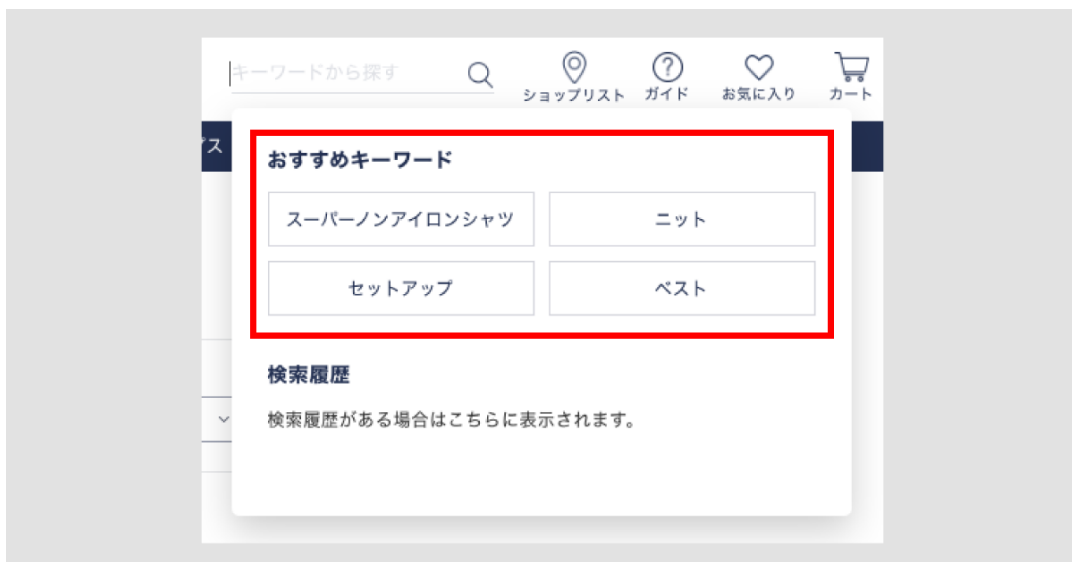 キーワードから探す
ショップリスト ガイド お気に入り カート
おすすめキーワード
スーパーノンアイロンシャツ ニット
セットアップ ベスト
検索履歴
検索履歴がある場合はこちらに表示されます。